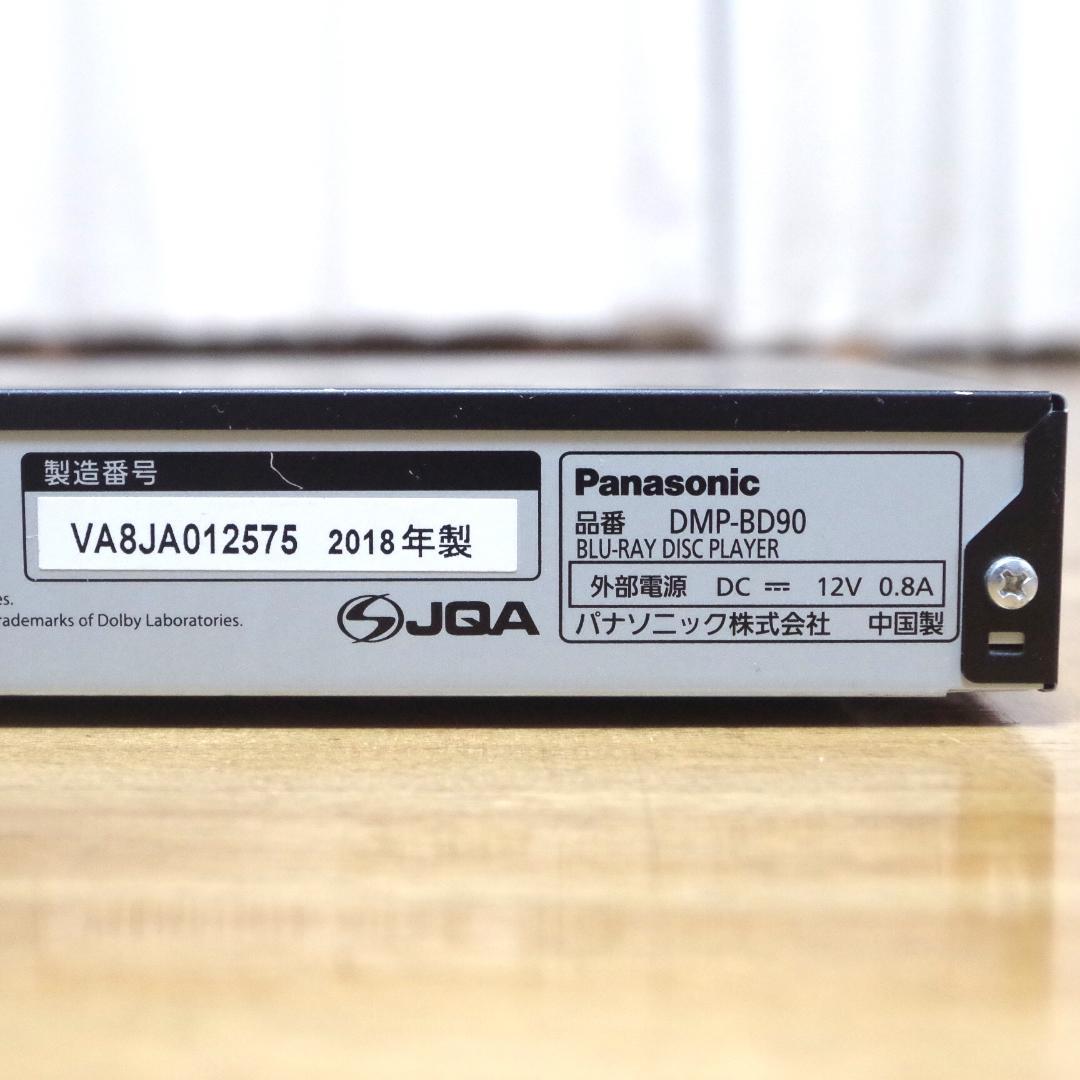 製造番号
VA8JA012575 2018年製
es.
rademarks of Dolby Laboratories.
JQA
Panasonic
品番 DMP-BD90
BLU-RAY DISC PLAYER
外部電源 DC ⎓ 12V 0.8A
パナソニック株式会社 中国製